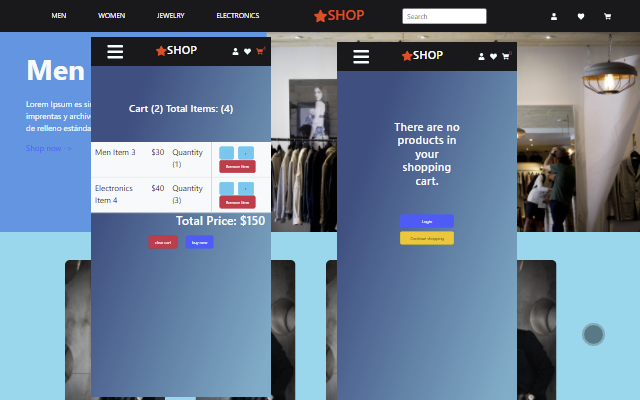 MEN WOMEN JEWELRY ELECTRONICS
SHOP
Search
Men
Lorem Ipsum es si
imprentas y archiv
de relleno estánda
Shop now
SHOP
Cart (2) Total Items: (4)
Men Item 3 $30 Quantity
(1)
Remove Item
Electronics $40 Quantity
Item 4 (3)
Remove Item
Total Price: $150
clear cart buy now
SHOP
There are no
products in
your
shopping
cart.
Login
Continue shopping